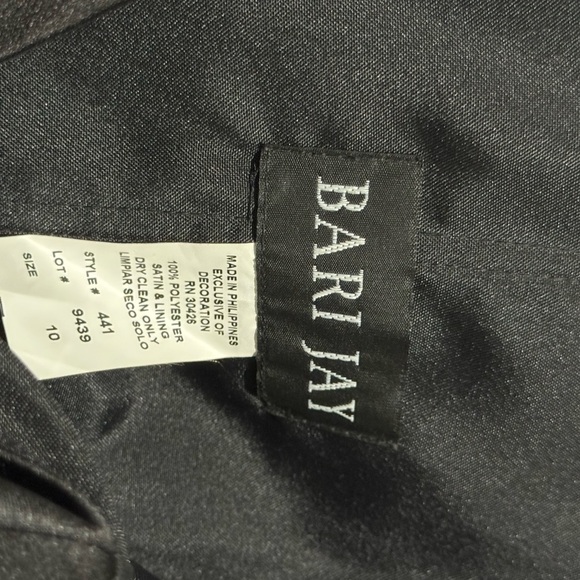 BARI JAY
MADE IN PHILIPPINES
EXCLUSIVE OF
DECORATION
RN 30426
100% POLYESTER
SATIN & LINING
DRY CLEAN ONLY
LIMPIAR SECO SOLO
STYLE# 441
LOT # 9439
SIZE 10